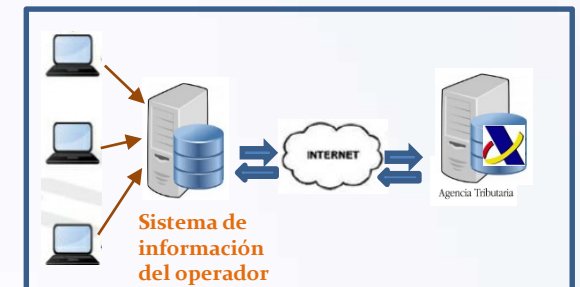 INTERNET
Agencia Tributaria
Sistema de
información
del operador